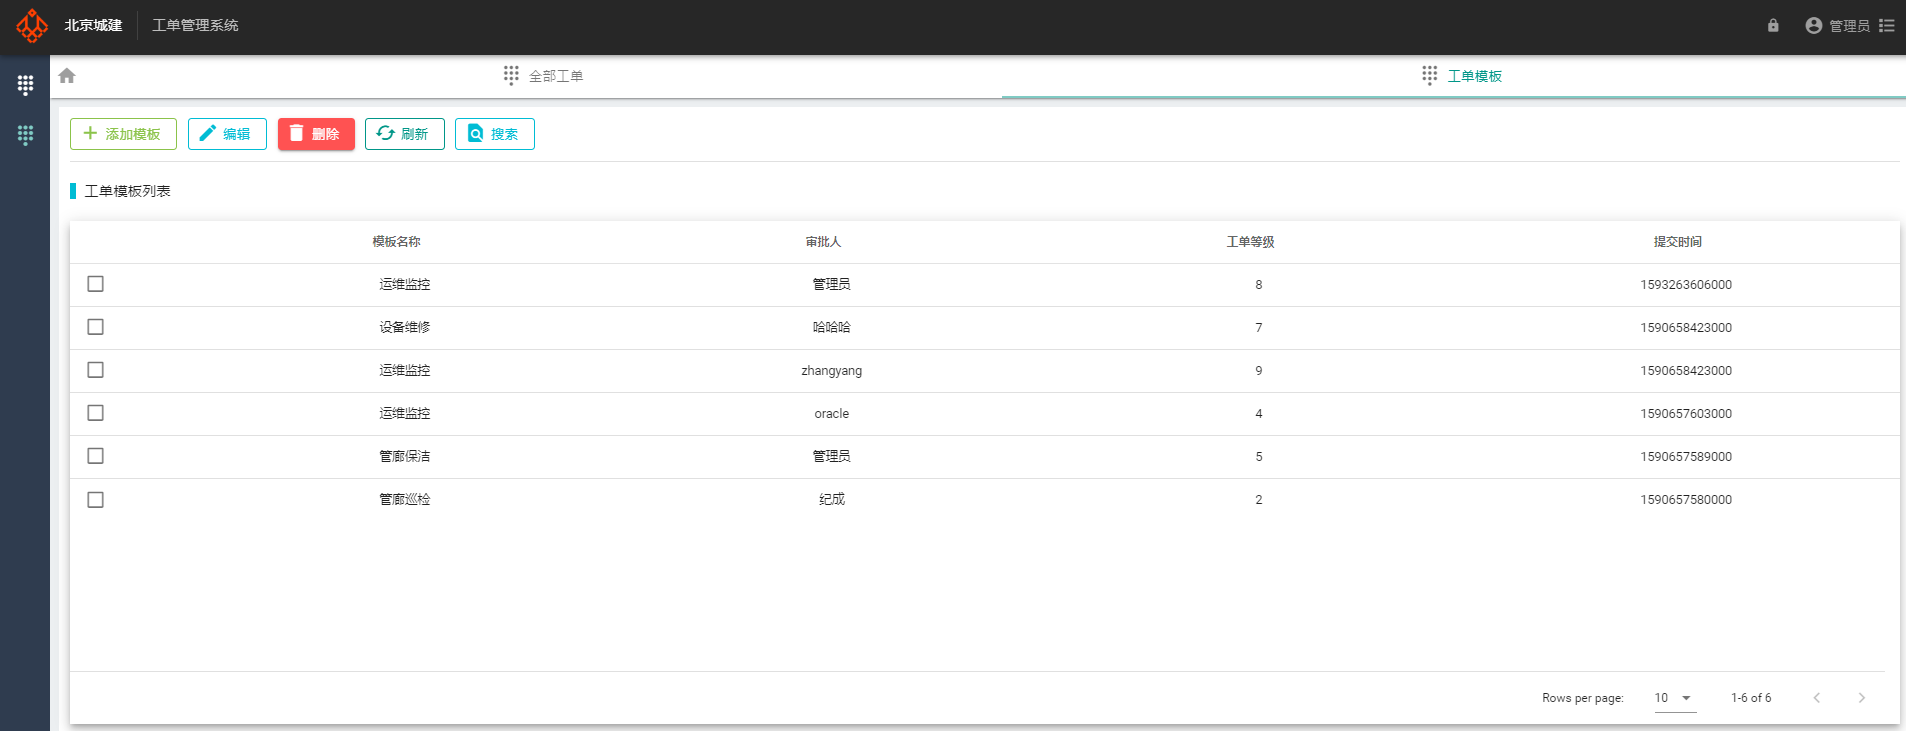 北京城建 工单管理系统 管理员
全部工单 工单模板
添加模板 编辑 删除 刷新 搜索
工单模板列表
模板名称 审批人 工单等级 提交时间
运维监控 管理员 8 1593263606000
设备维修 哈哈哈 7 1590658423000
运维监控 zhangyang 9 1590658423000
运维监控 oracle 4 1590657603000
管廊保洁 管理员 5 1590657589000
管廊巡检 纪成 2 1590657580000
Rows per page: 10 1-6 of 6